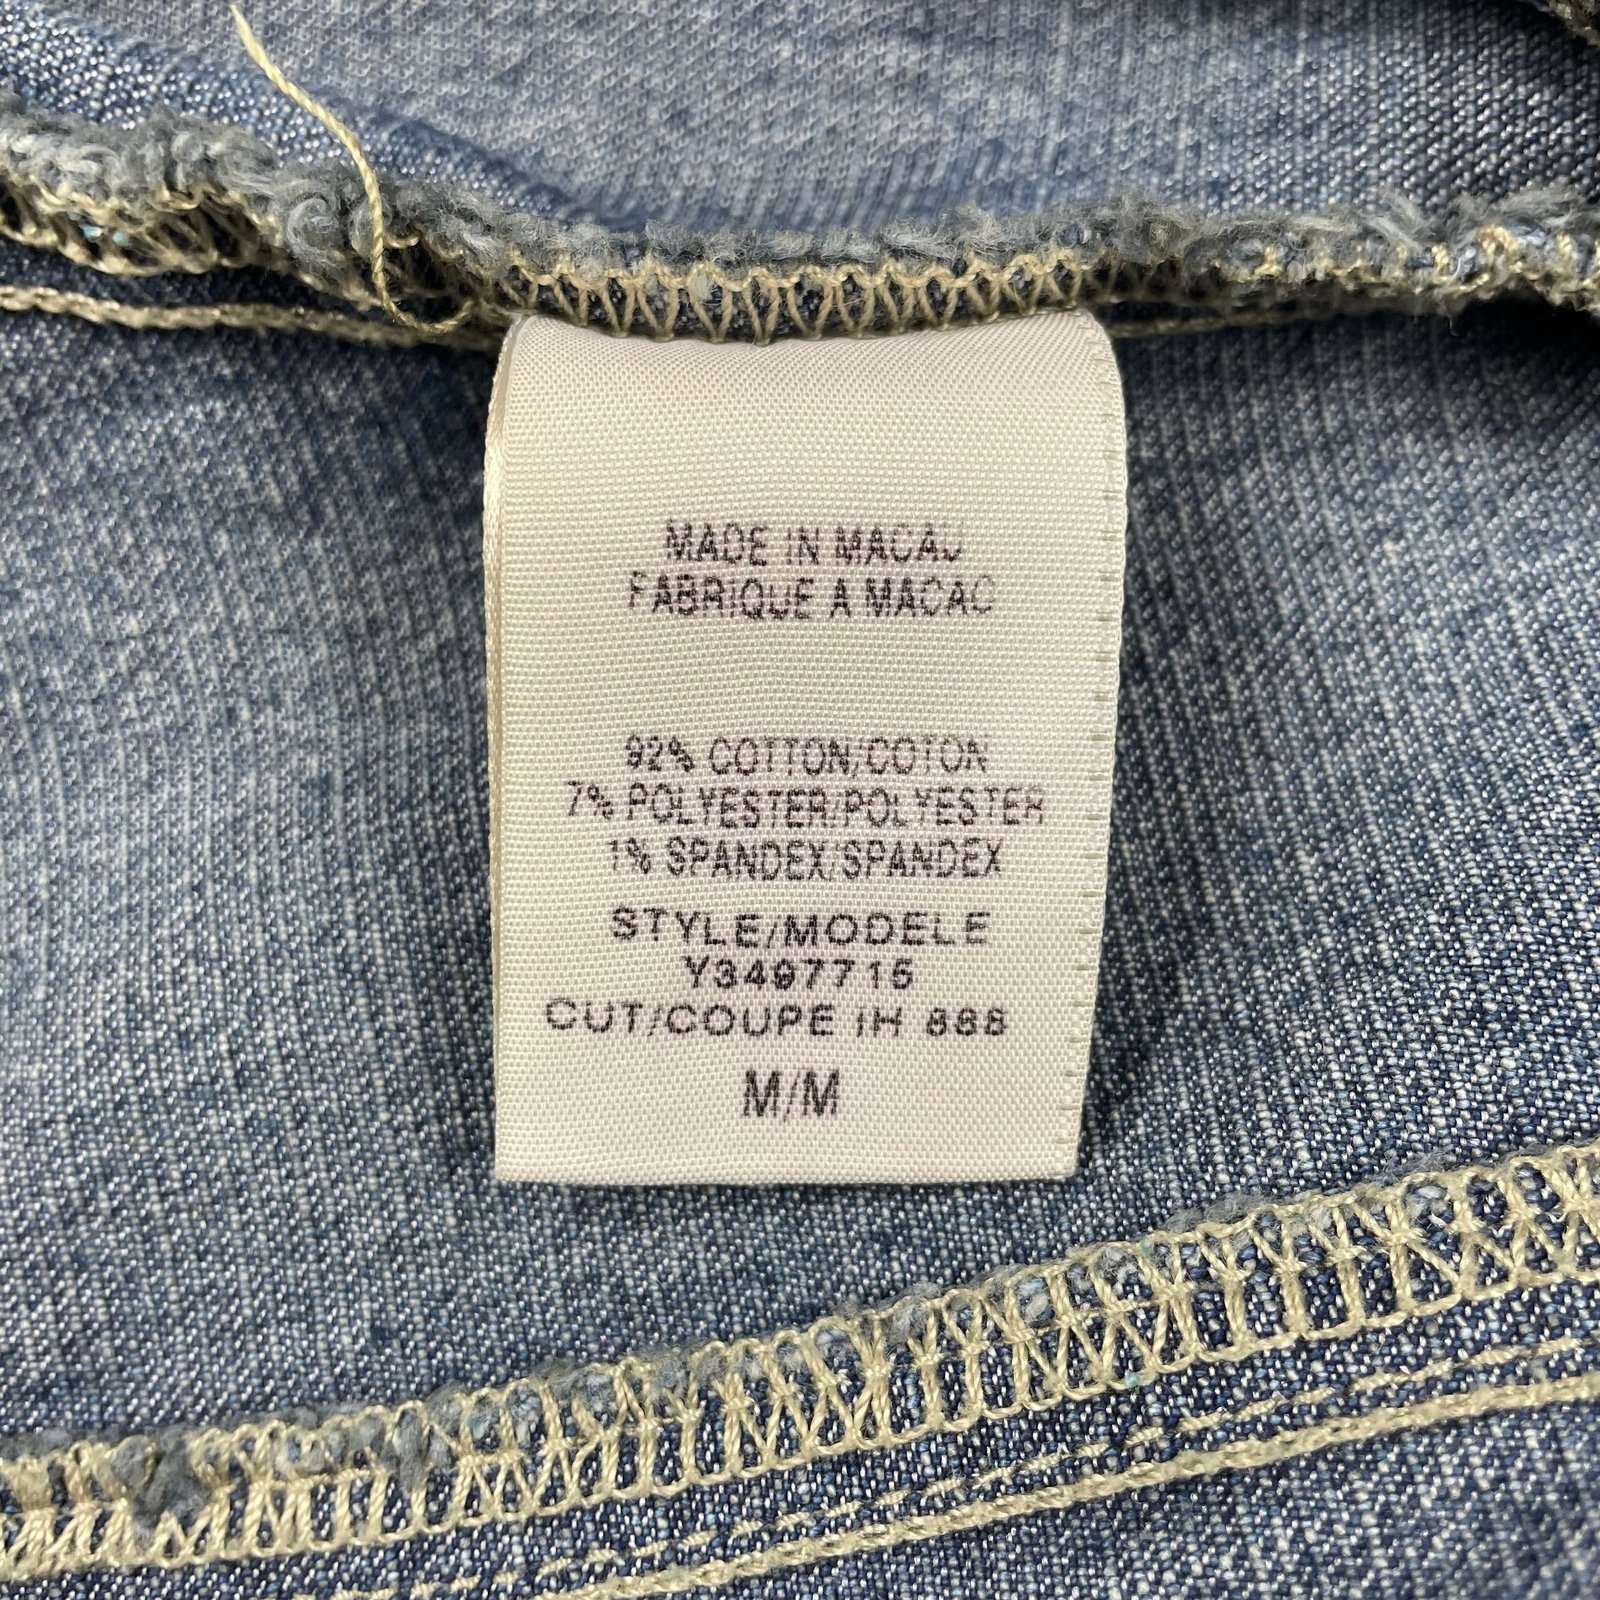 MADE IN MACAU
FABRIQUE A MACAO
92% COTTON/COTON
7% POLYESTER/POLYESTER
1% SPANDEX/SPANDEX
STYLE/MODELE
Y3497715
CUT/COUPE IH 888
M/M